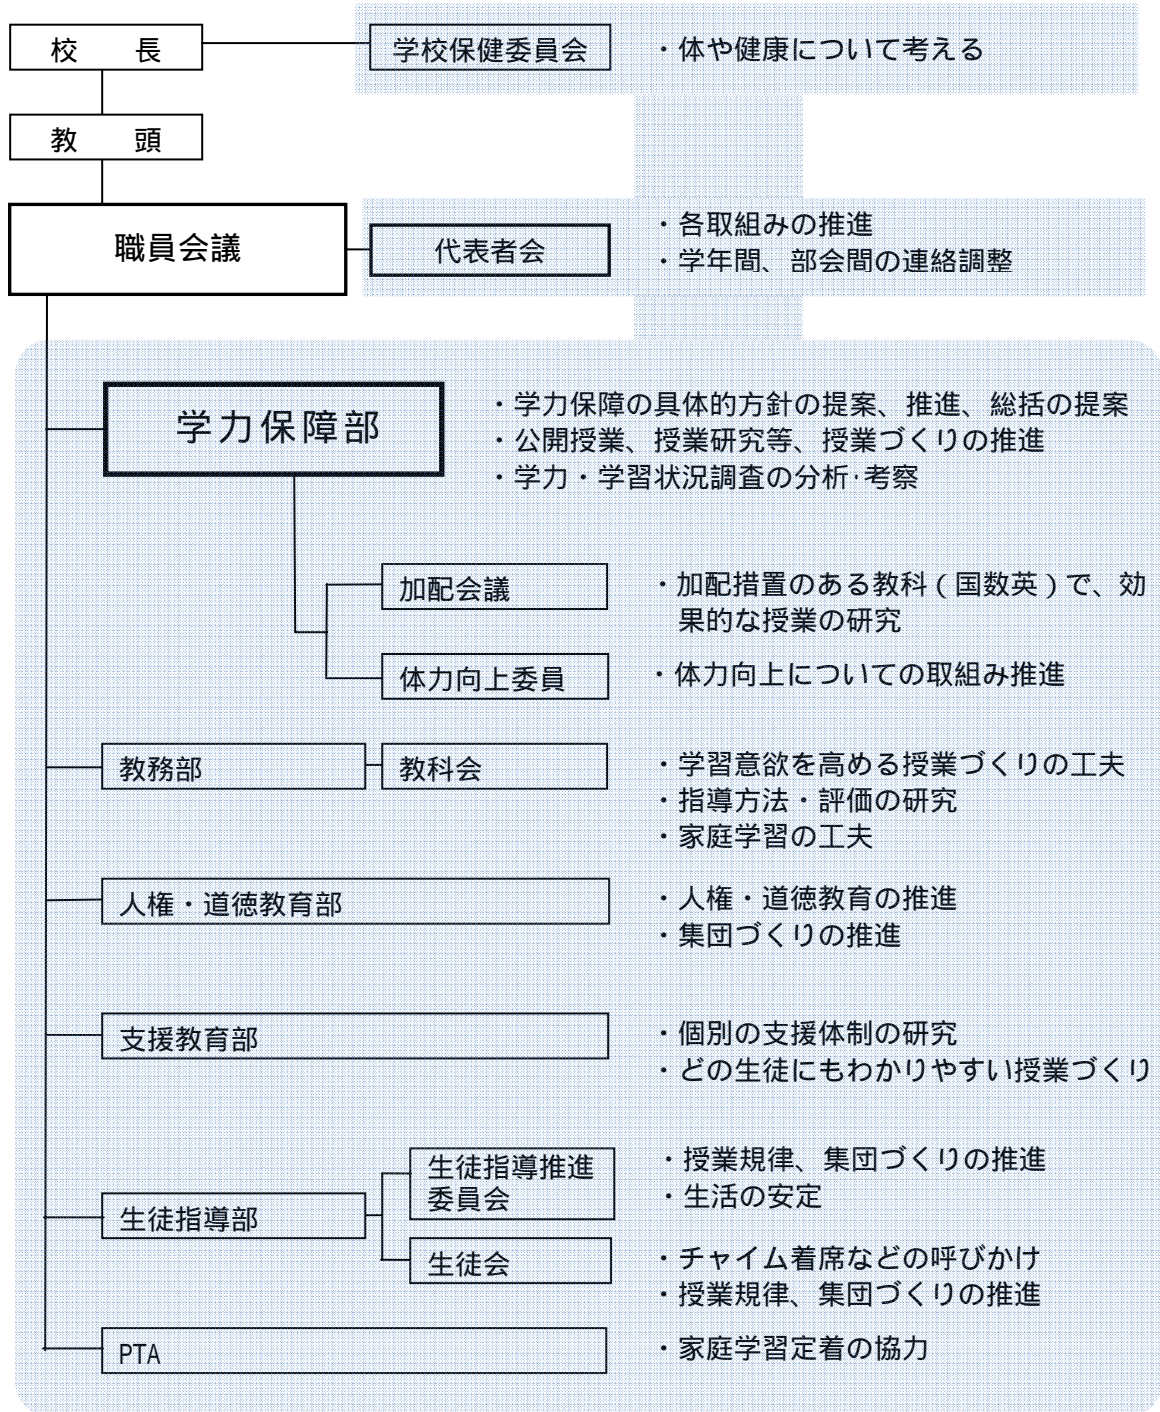 校　　長
学校保健委員会
・体や健康について考える
教　　頭
職員会議
代表者会
・各取組みの推進
・学年間、部会間の連絡調整
学力保障部
・学力保障の具体的方針の提案、推進、総括の提案
・公開授業、授業研究等、授業づくりの推進
・学力・学習状況調査の分析･考察
加配会議
・加配措置のある教科（国数英）で、効
果的な授業の研究
体力向上委員
・体力向上についての取組み推進
教務部
教科会
・学習意欲を高める授業づくりの工夫
・指導方法・評価の研究
・家庭学習の工夫
人権・道徳教育部
・人権・道徳教育の推進
・集団づくりの推進
支援教育部
・個別の支援体制の研究
・どの生徒にもわかりやすい授業づくり
生徒指導部
生徒指導推進
委員会
・授業規律、集団づくりの推進
・生活の安定
生徒会
・チャイム着席などの呼びかけ
・授業規律、集団づくりの推進
PTA
・家庭学習定着の協力